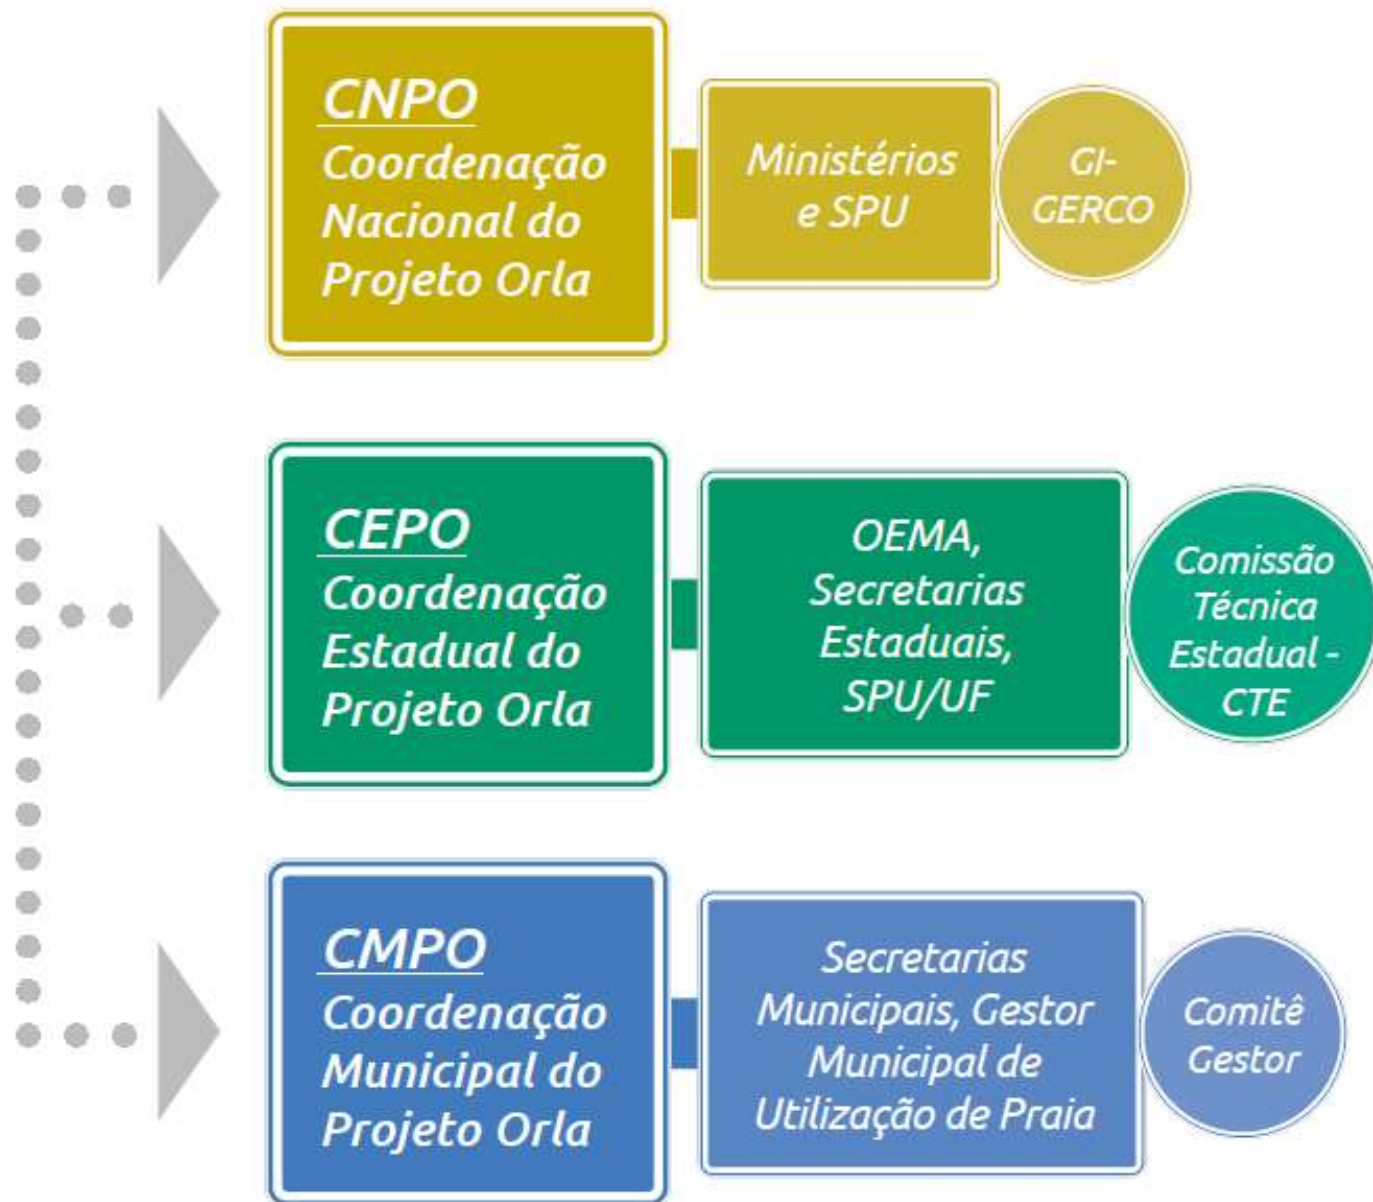 CNPO
Coordenação
Nacional do
Projeto Orla
Ministérios
e SPU
GI-
GERCO
CEPO
Coordenação
Estadual do
Projeto Orla
OEMA,
Secretarias
Estaduais,
SPU/UF
Comissão
Técnica
Estadual -
CTE
CMPO
Coordenação
Municipal do
Projeto Orla
Secretarias
Municipais, Gestor
Municipal de
Utilização de Praia
Comitê
Gestor